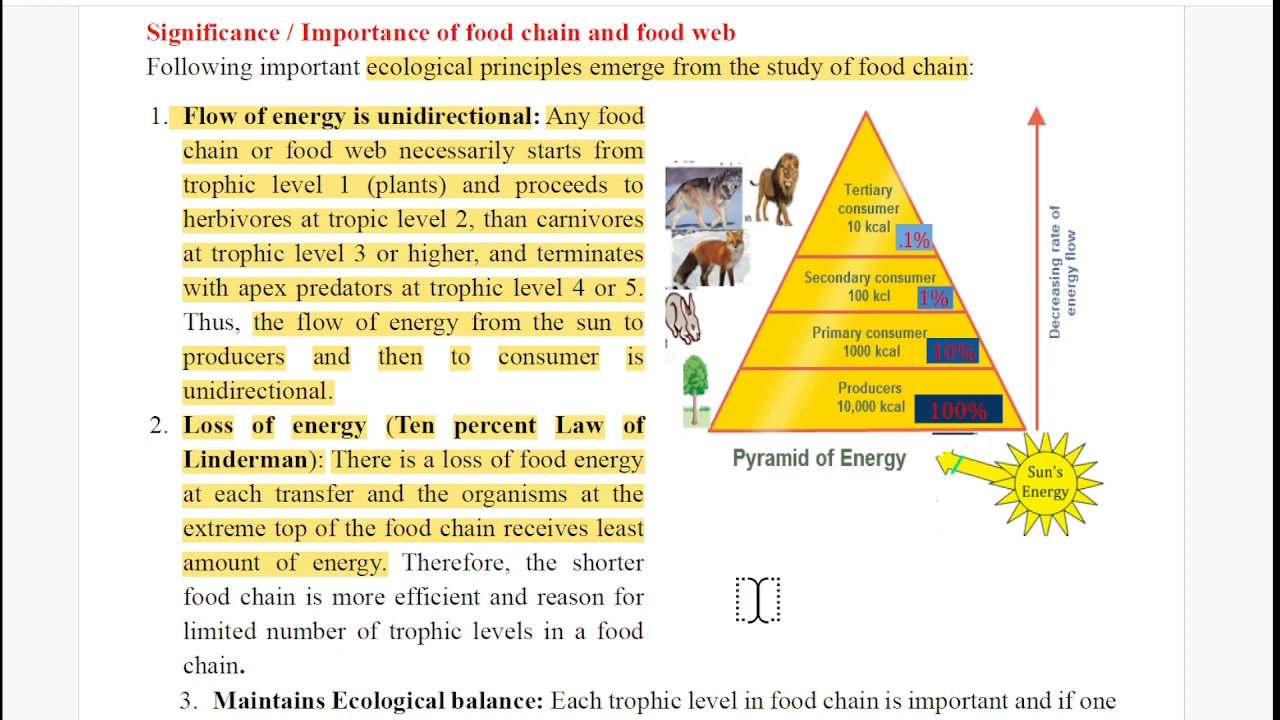 Significance / Importance of food chain and food web
Following important ecological principles emerge from the study of food chain:
1. Flow of energy is unidirectional: Any food
chain or food web necessarily starts from
trophic level 1 (plants) and proceeds to
herbivores at tropic level 2, than carnivores
at trophic level 3 or higher, and terminates
with apex predators at trophic level 4 or 5.
Thus, the flow of energy from the sun to
producers and then to consumer is
unidirectional.
2. Loss of energy (Ten percent Law of
Linderman): There is a loss of food energy
at each transfer and the organisms at the
extreme top of the food chain receives least
amount of energy. Therefore, the shorter
food chain is more efficient and reason for
limited number of trophic levels in a food
chain.
3. Maintains Ecological balance: Each trophic level in food chain is important and if one
Tertiary
consumer
10 kcal
.1%
Secondary consumer
100 kcl
1%
Primary consumer
1000 kcal
10%
Producers
10,000 kcal
100%
Pyramid of Energy
Decreasing rate of
energy flow
Sun's
Energy